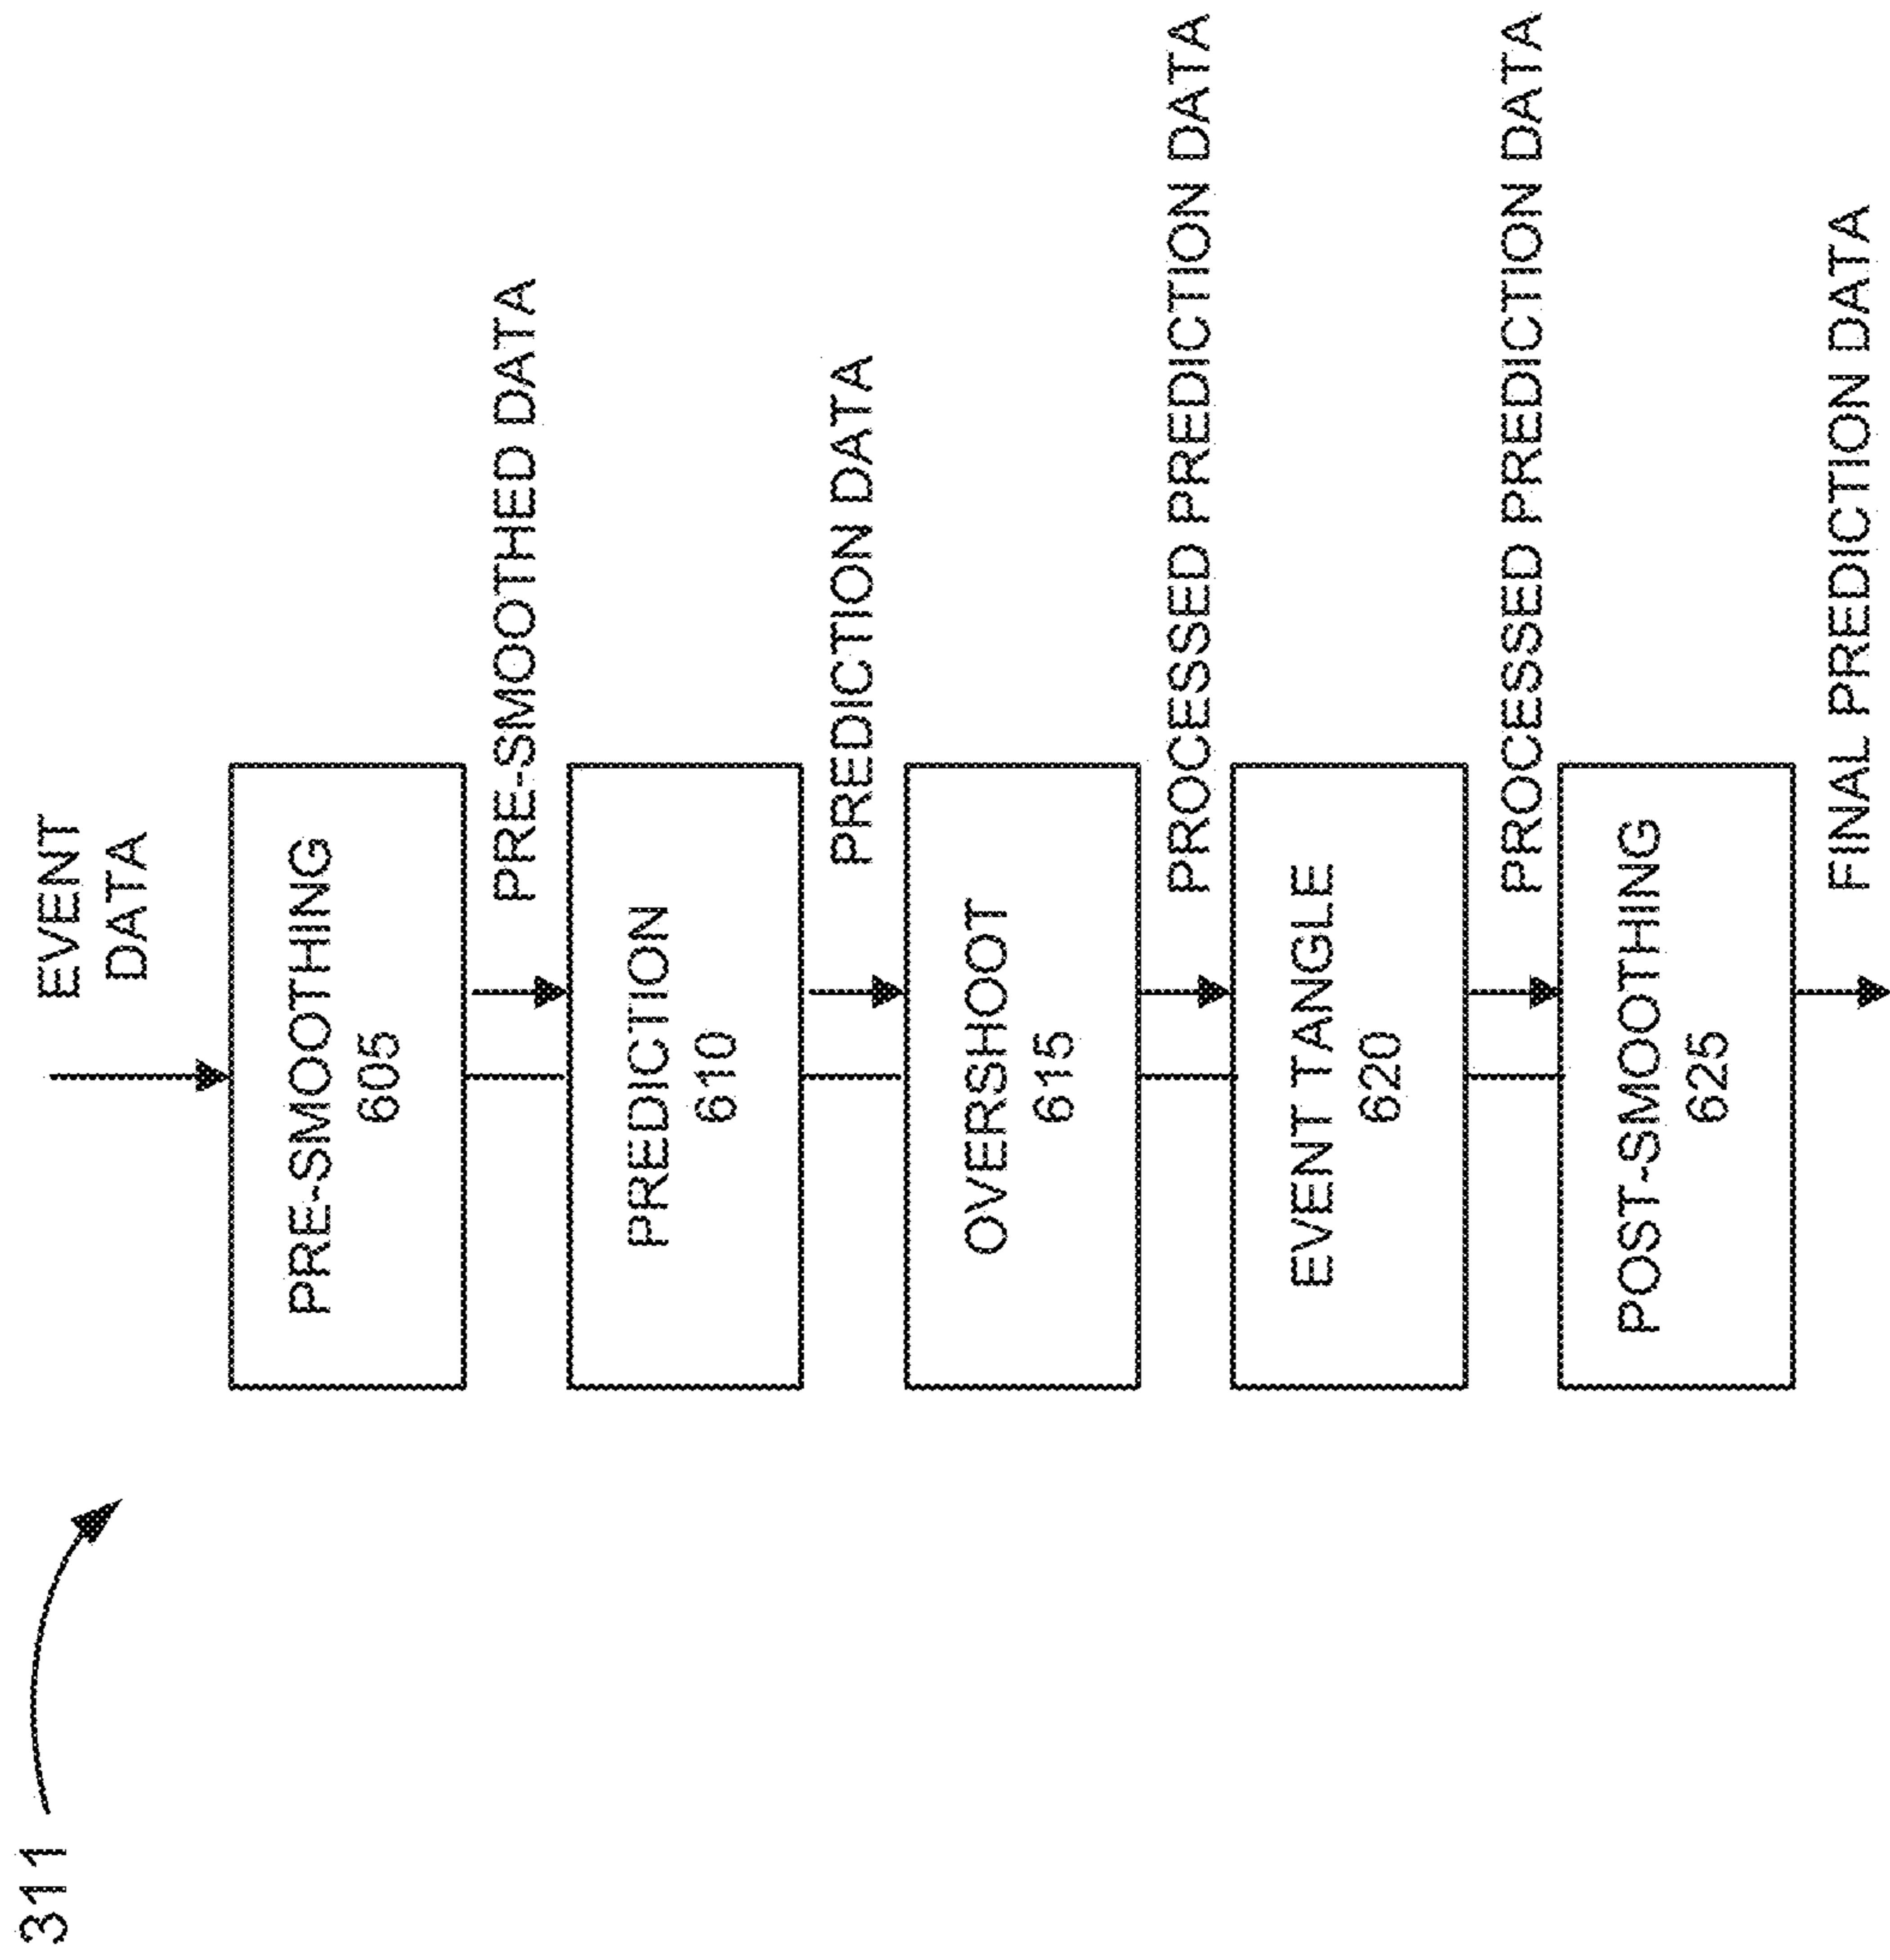 311
EVENT
DATA
PRE-SMOOTHING
605
PRE-SMOOTHED DATA
PREDICTION
610
PREDICTION DATA
OVERSHOOT
615
PROCESSED PREDICTION DATA
EVENT TANGLE
620
PROCESSED PREDICTION DATA
POST-SMOOTHING
625
FINAL PREDICTION DATA